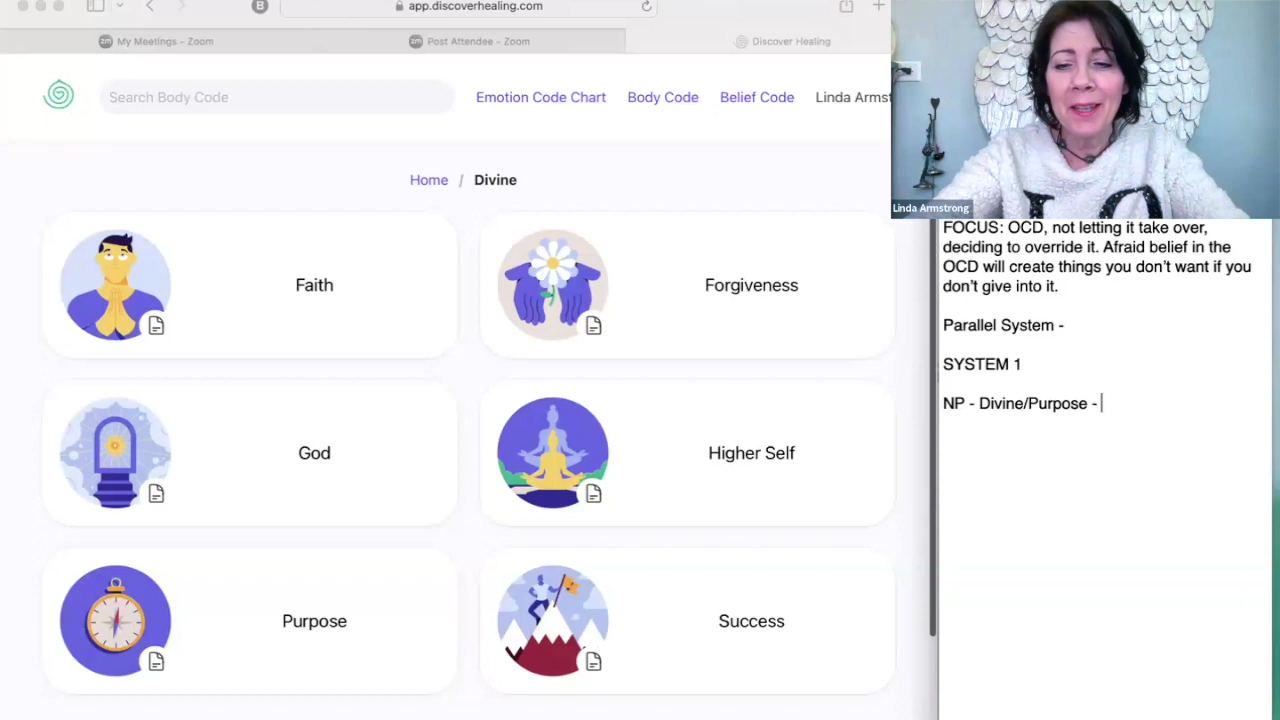 B
app.discoverhealing.com
zm My Meetings - Zoom
zm Post Attendee - Zoom
Discover Healing
Search Body Code
Emotion Code Chart
Body Code
Belief Code
Linda Armst
Home / Divine
Faith
Forgiveness
God
Higher Self
Purpose
Success
Linda Armstrong
FOCUS: OCD, not letting it take over,
deciding to override it. Afraid belief in the
OCD will create things you don’t want if you
don’t give into it.
Parallel System -
SYSTEM 1
NP - Divine/Purpose -